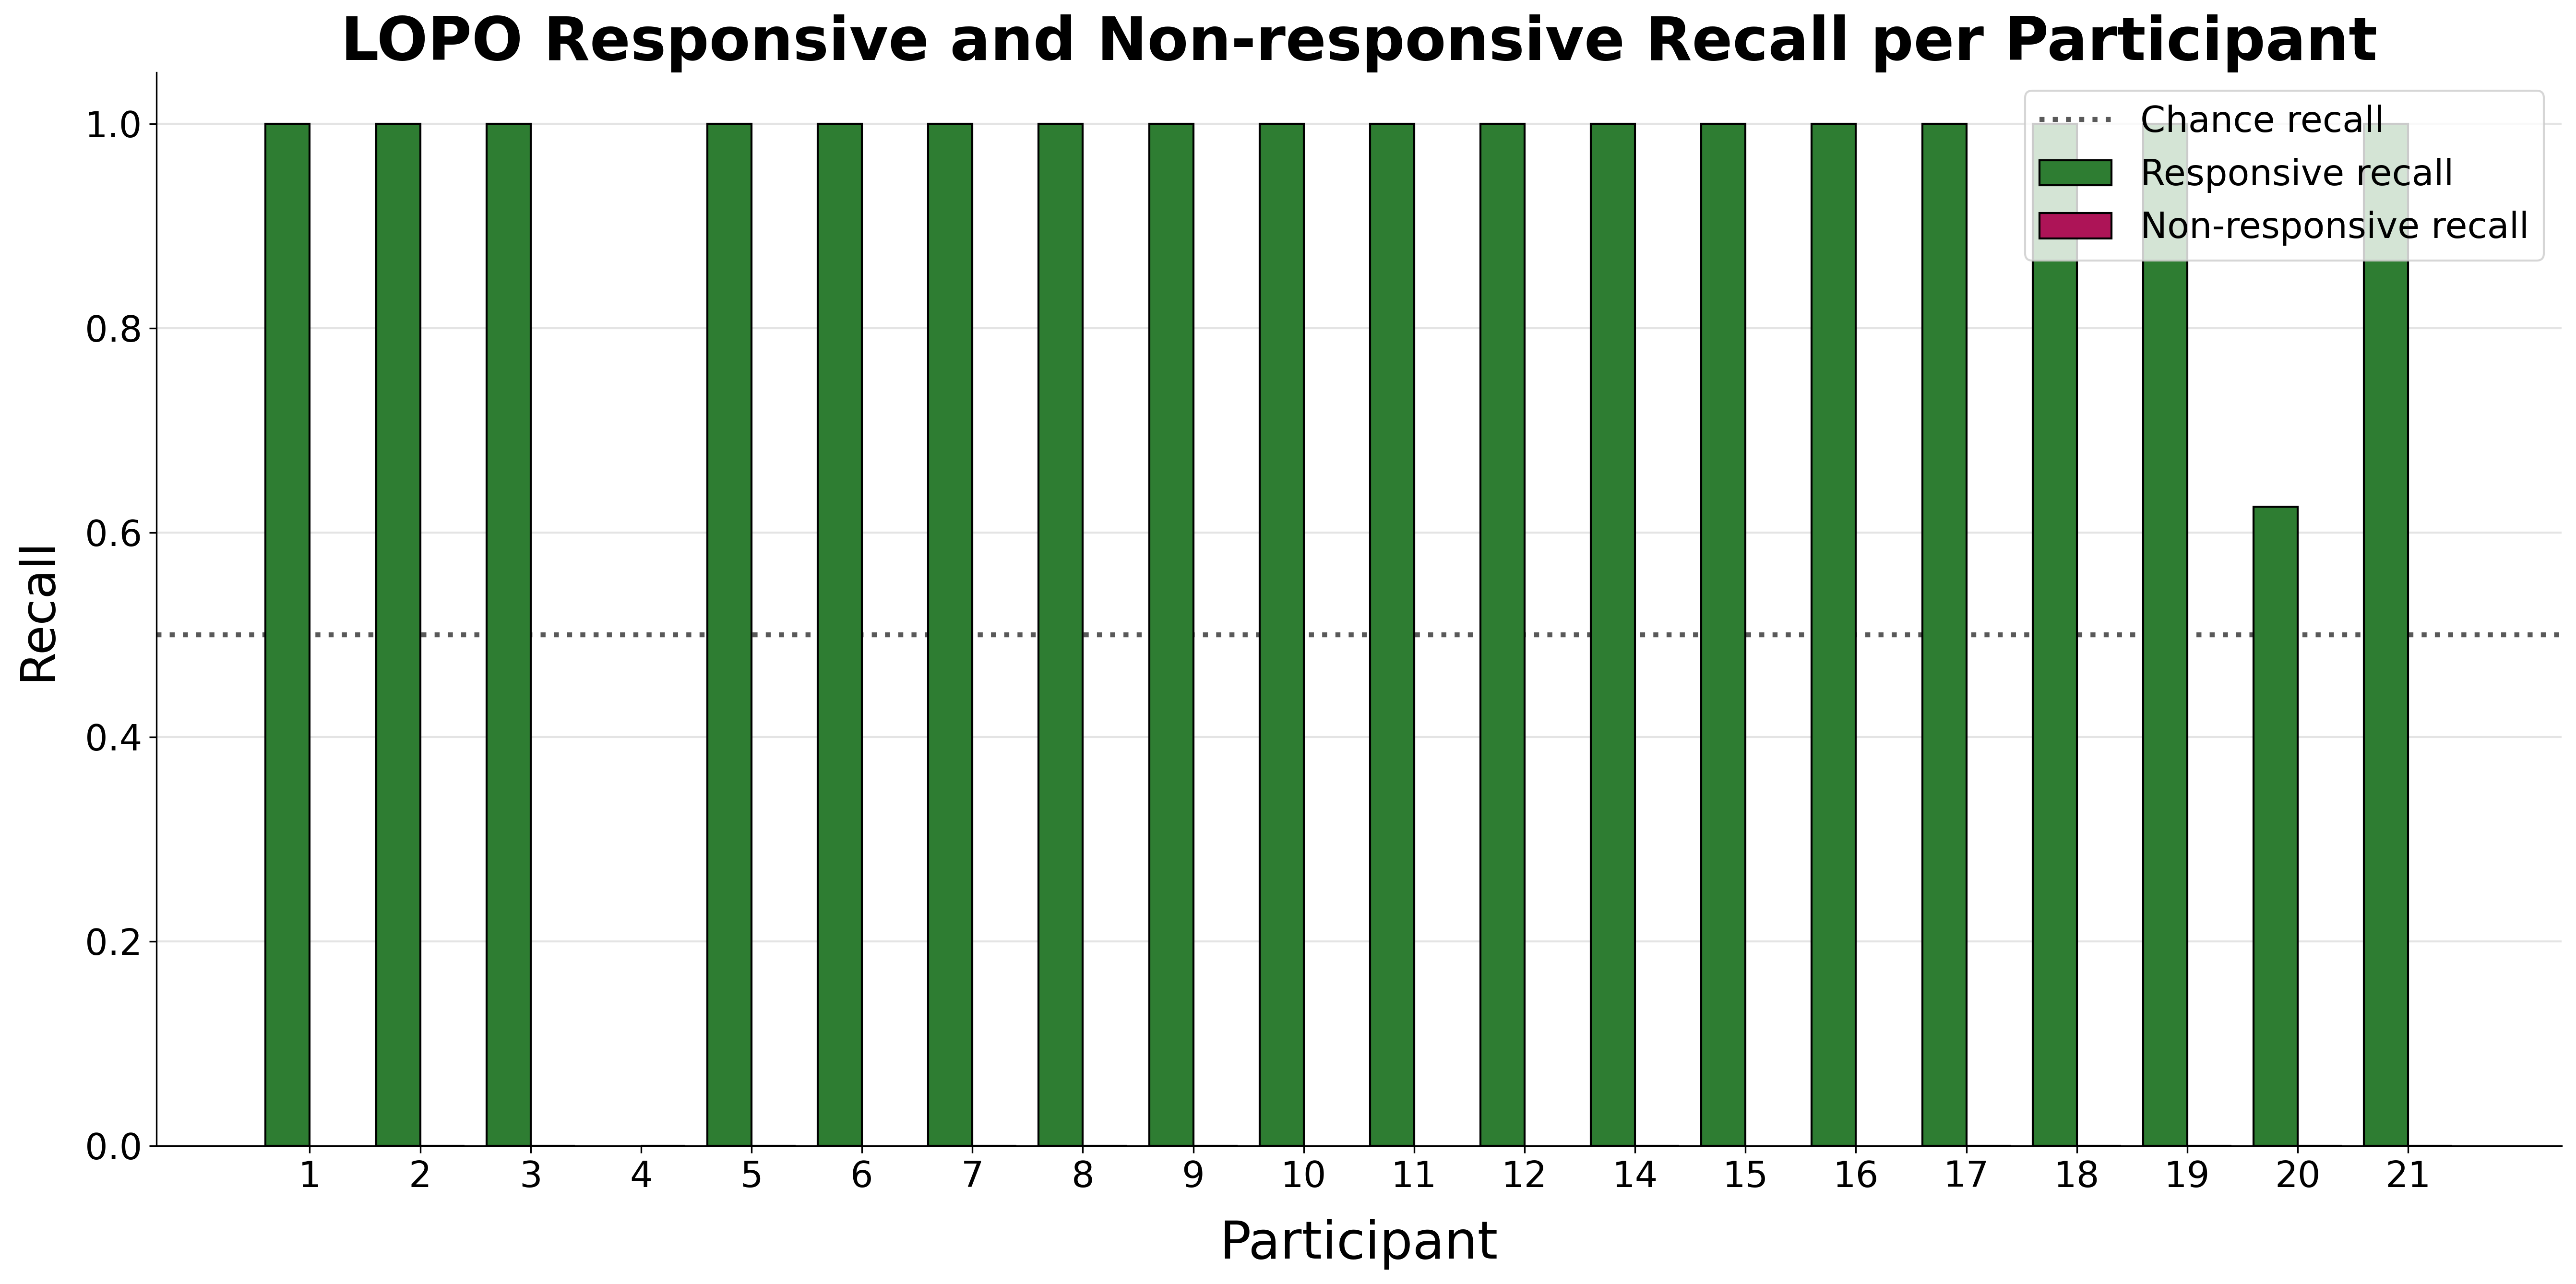 LOPO Responsive and Non-responsive Recall per Participant
Chance recall
Responsive recall
Non-responsive recall
1.0
0.8
0.6
0.4
0.2
0.0
Recall
1 2 3 4 5 6 7 8 9 10 11 12 14 15 16 17 18 19 20 21
Participant